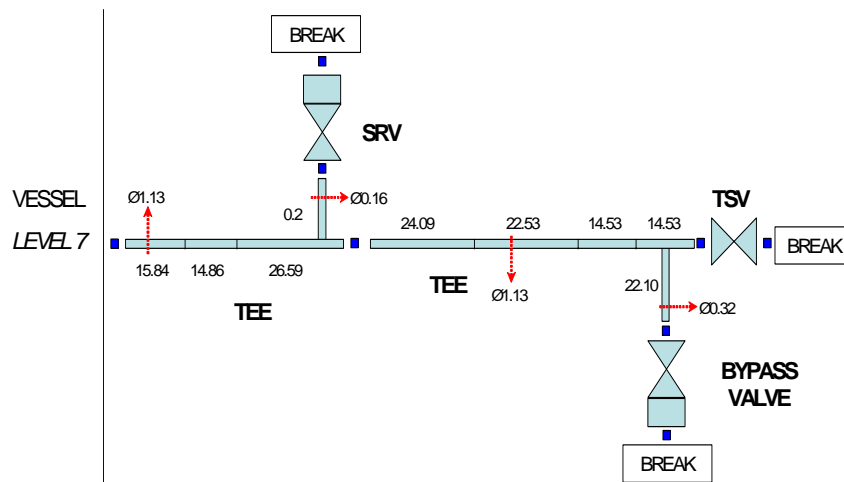 BREAK
SRV
VESSEL
Ø1.13
Ø0.16
TSV
0.2
24.09
22.53
14.53
14.53
LEVEL 7
BREAK
15.84
14.86
26.59
TEE
TEE
Ø1.13
22.10
Ø0.32
BYPASS
VALVE
BREAK